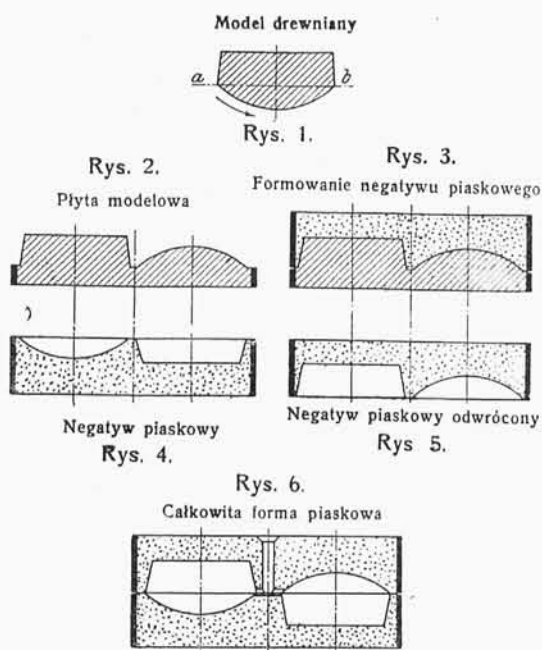 Model drewniany
a
b
Rys. 1.
Rys. 2.
Płyta modelowa
Rys. 3.
Formowanie negatywu piaskowego
Negatyw piaskowy
Rys. 4.
Negatyw piaskowy odwrócony
Rys 5.
Rys. 6.
Całkowita forma piaskowa